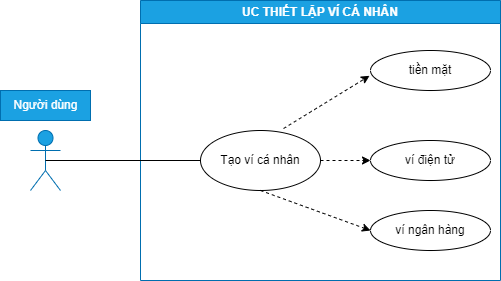 UC THIẾT LẬP VÍ CÁ NHÂN
tiền mặt
Người dùng
Tạo ví cá nhân
ví điện tử
ví ngân hàng